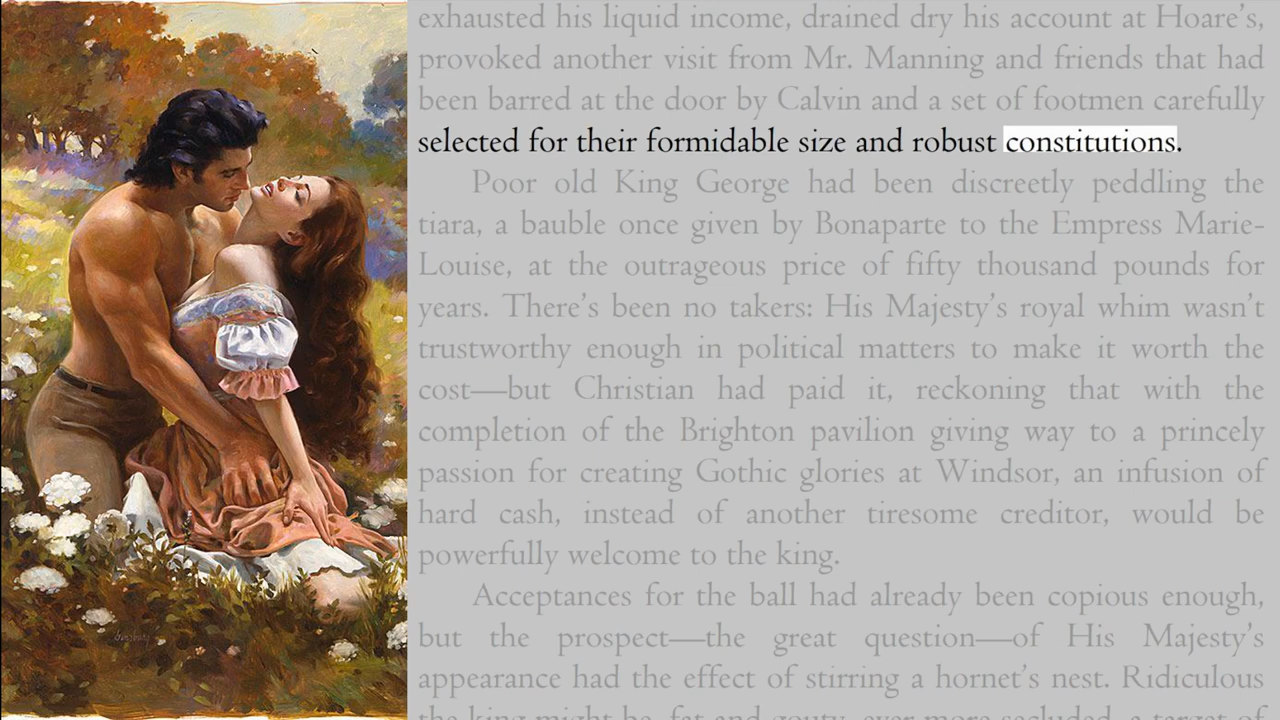 exhausted his liquid income, drained dry his account at Hoare’s,
provoked another visit from Mr. Manning and friends that had
been barred at the door by Calvin and a set of footmen carefully
selected for their formidable size and robust constitutions.
Poor old King George had been discreetly peddling the
tiara, a bauble once given by Bonaparte to the Empress Marie-
Louise, at the outrageous price of fifty thousand pounds for
years. There’s been no takers: His Majesty’s royal whim wasn’t
trustworthy enough in political matters to make it worth the
cost—but Christian had paid it, reckoning that with the
completion of the Brighton pavilion giving way to a princely
passion for creating Gothic glories at Windsor, an infusion of
hard cash, instead of another tiresome creditor, would be
powerfully welcome to the king.
Acceptances for the ball had already been copious enough,
but the prospect—the great question—of His Majesty’s
appearance had the effect of stirring a hornet’s nest. Ridiculous